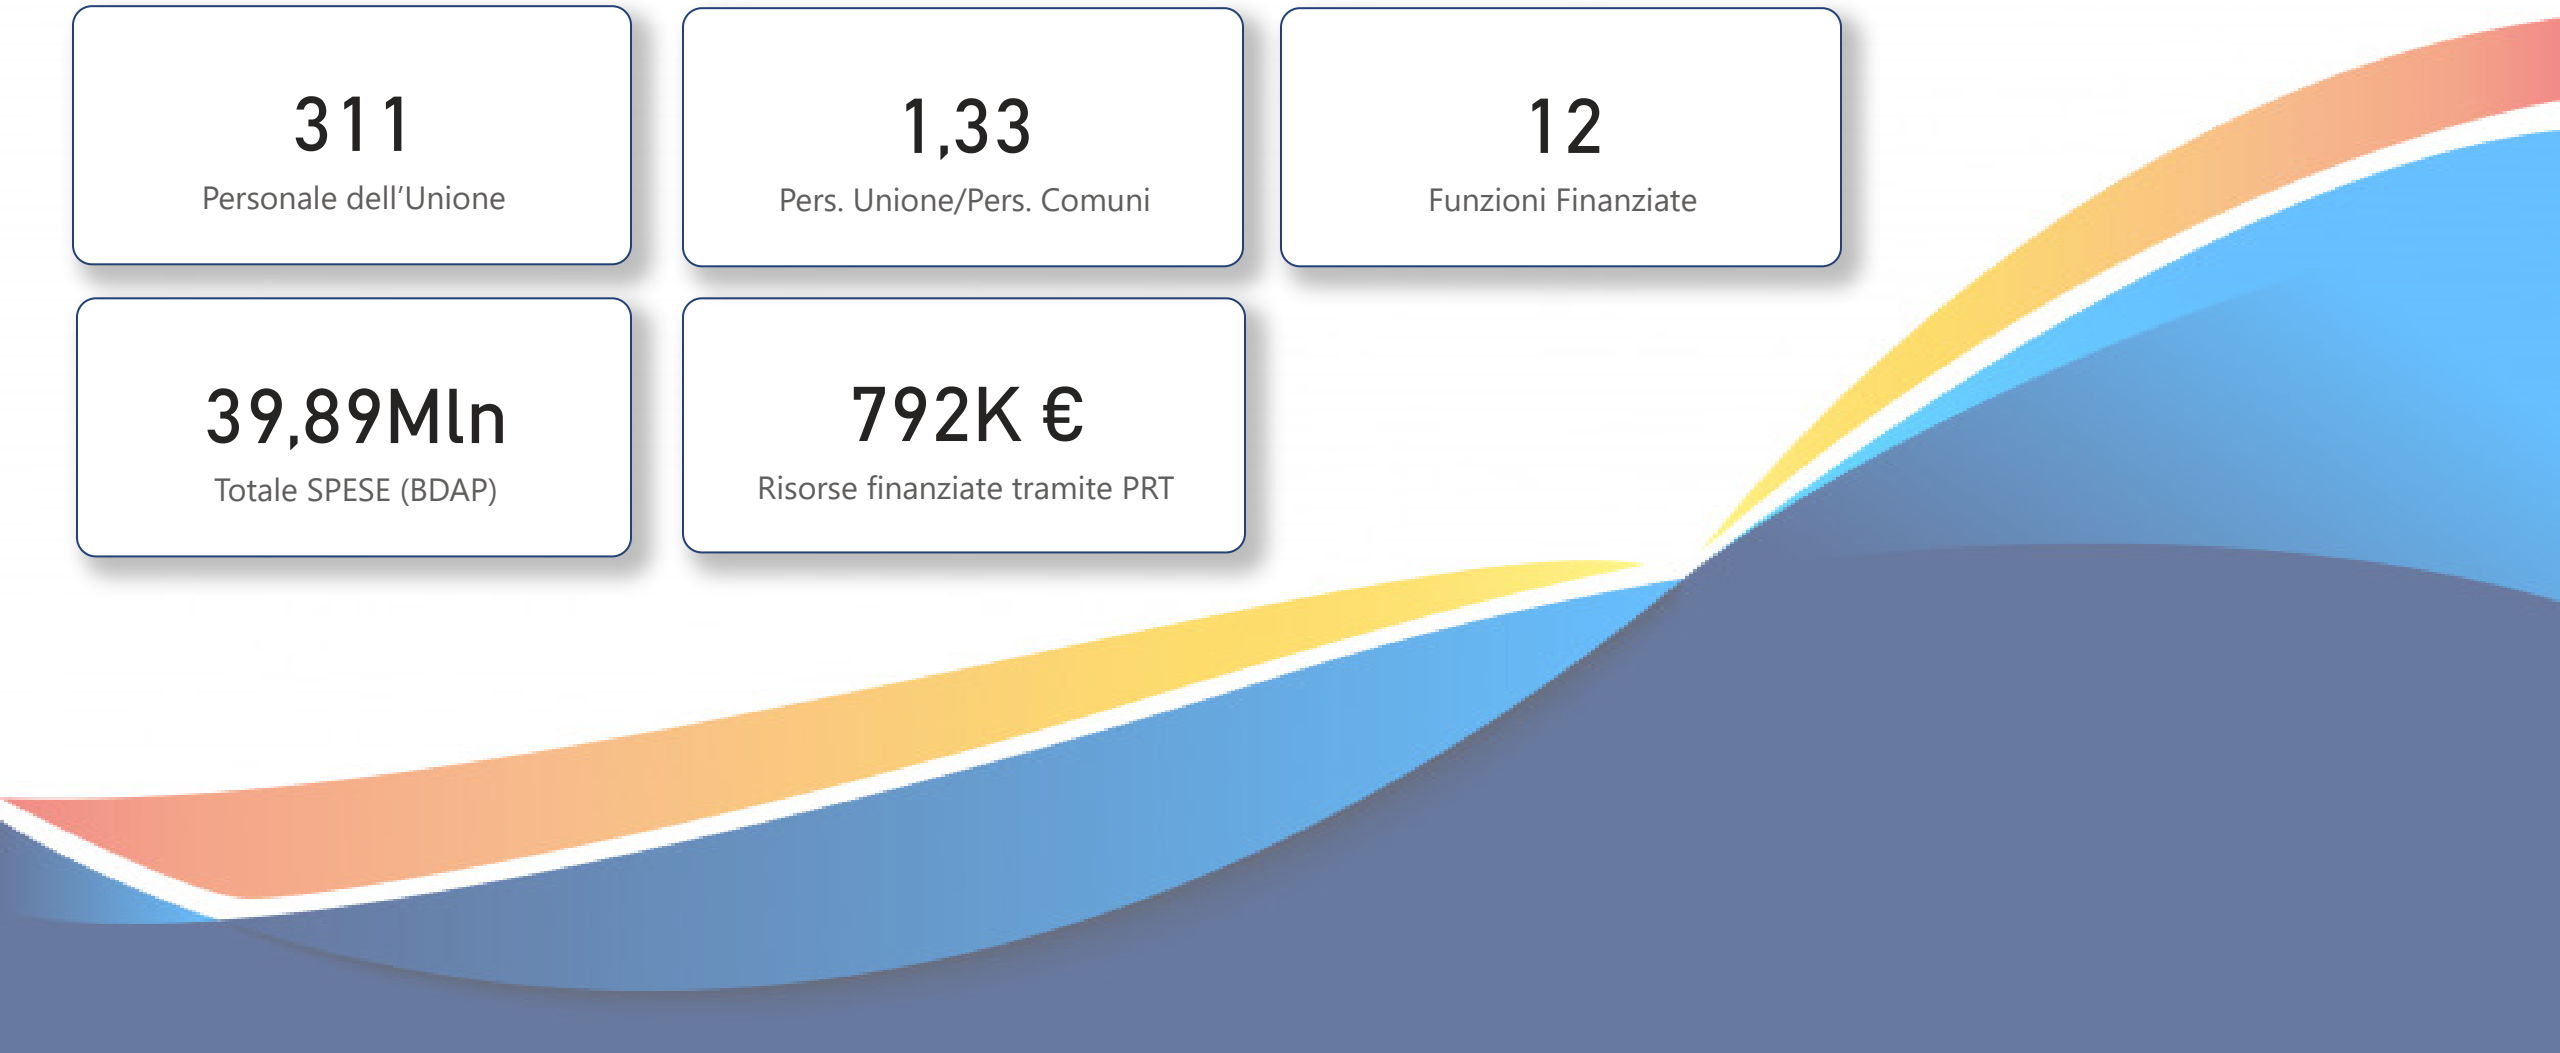 311
Personale dell’Unione
1,33
Pers. Unione/Pers. Comuni
12
Funzioni Finanziate
39,89Mln
Totale SPESE (BDAP)
792K €
Risorse finanziate tramite PRT